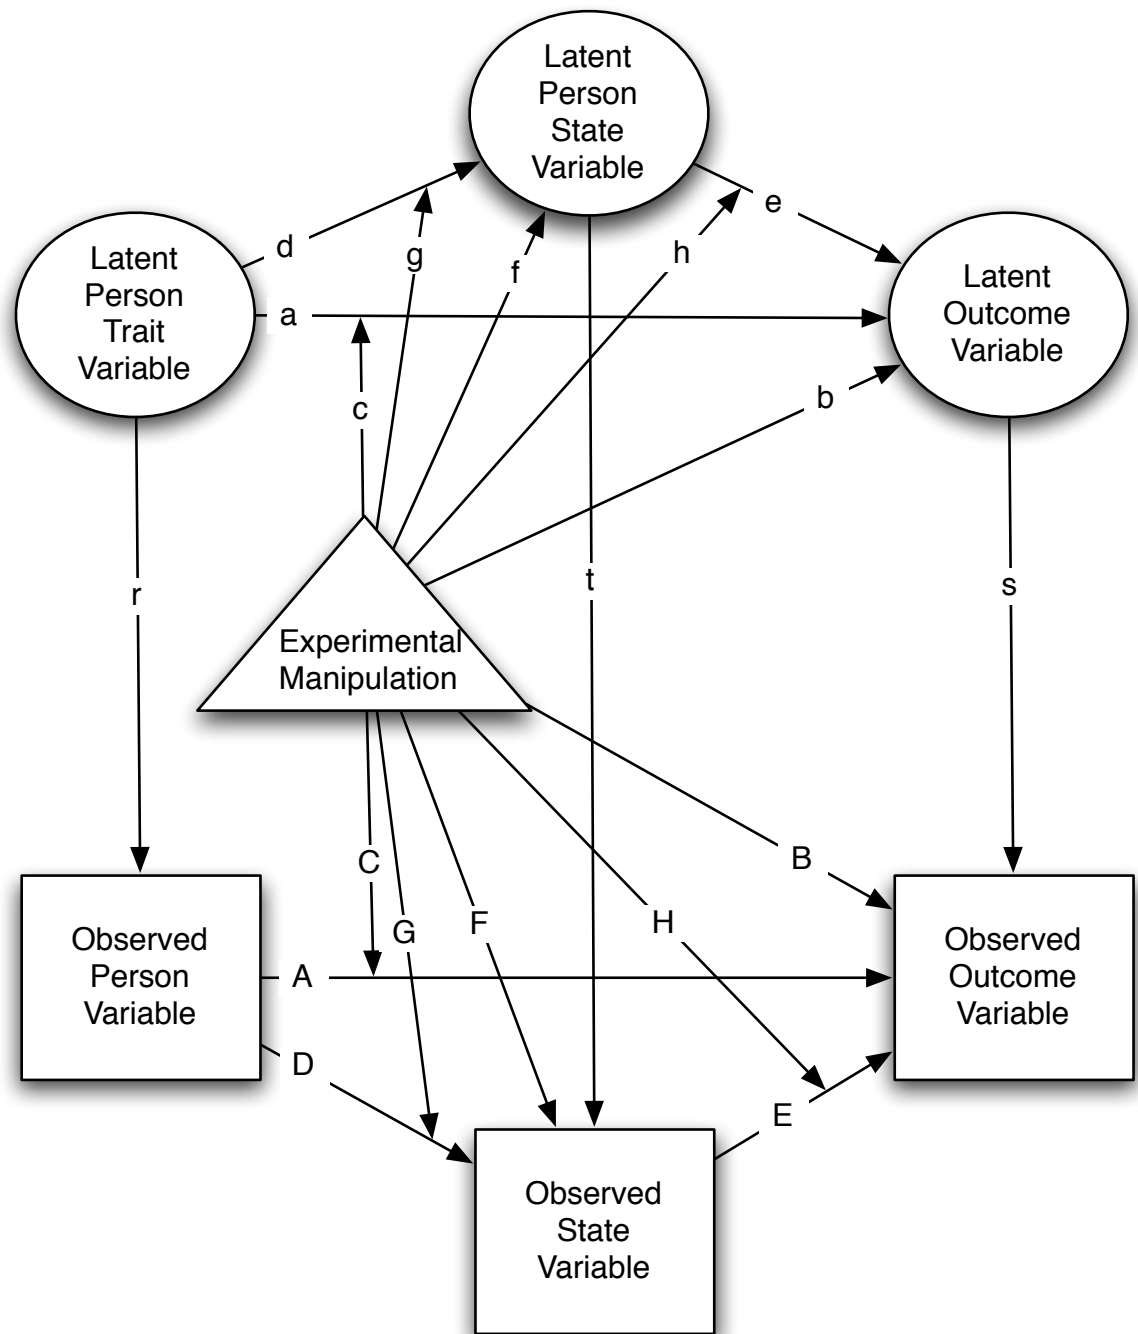 Latent
Person
State
Variable
Latent
Person
Trait
Variable
Latent
Outcome
Variable
d
g
f
h
e
a
c
b
r
t
s
Experimental
Manipulation
C
G
F
H
B
Observed
Person
Variable
A
D
Observed
Outcome
Variable
E
Observed
State
Variable